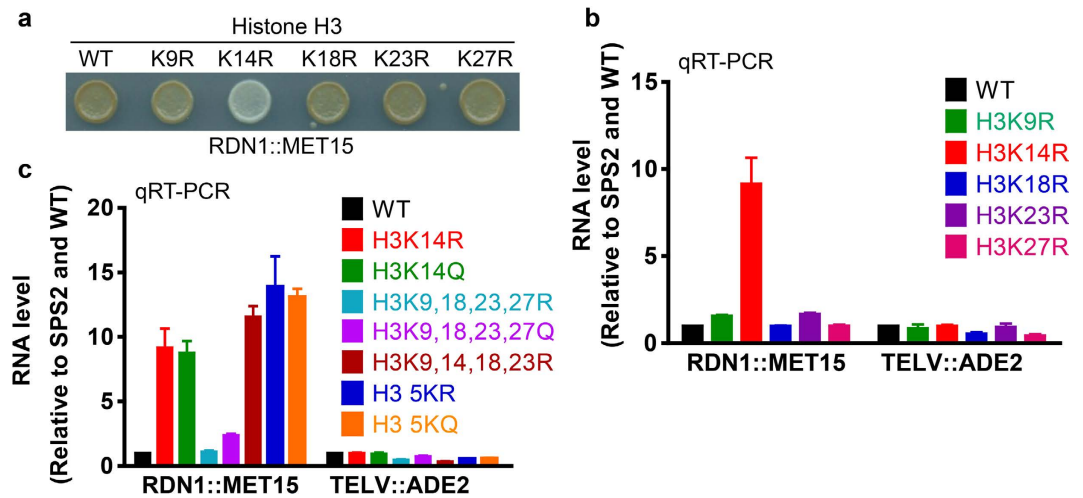 a
Histone H3
WT K9R K14R K18R K23R K27R
RDN1::MET15
b
qRT-PCR
RNA level
(Relative to SPS2 and WT)
15
10
5
0
WT
H3K9R
H3K14R
H3K18R
H3K23R
H3K27R
RDN1::MET15 TELV::ADE2
c
qRT-PCR
RNA level
(Relative to SPS2 and WT)
20
15
10
5
0
WT
H3K14R
H3K14Q
H3K9,18,23,27R
H3K9,18,23,27Q
H3K9,14,18,23R
H3 5KR
H3 5KQ
RDN1::MET15 TELV::ADE2